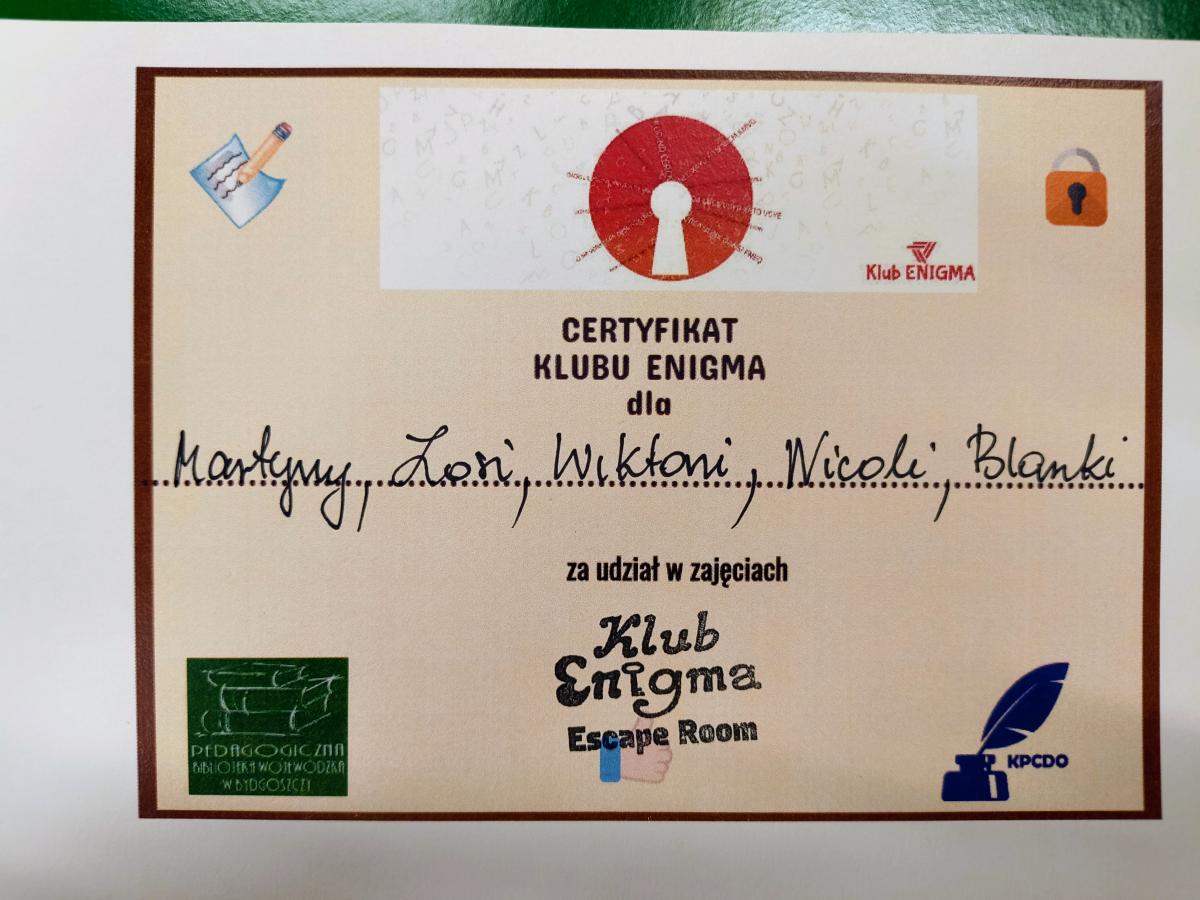 Klub ENIGMA
CERTYFIKAT
KLUBU ENIGMA
dla
Martyny, Zosi, Wiktorii, Nicoli, Blanki
za udział w zajęciach
Klub
Enigma
Escape Room
PEDAGOGICZNA
BIBLIOTEKA WOJEWÓDZKA
W BYDGOSZCZY
KPCDO